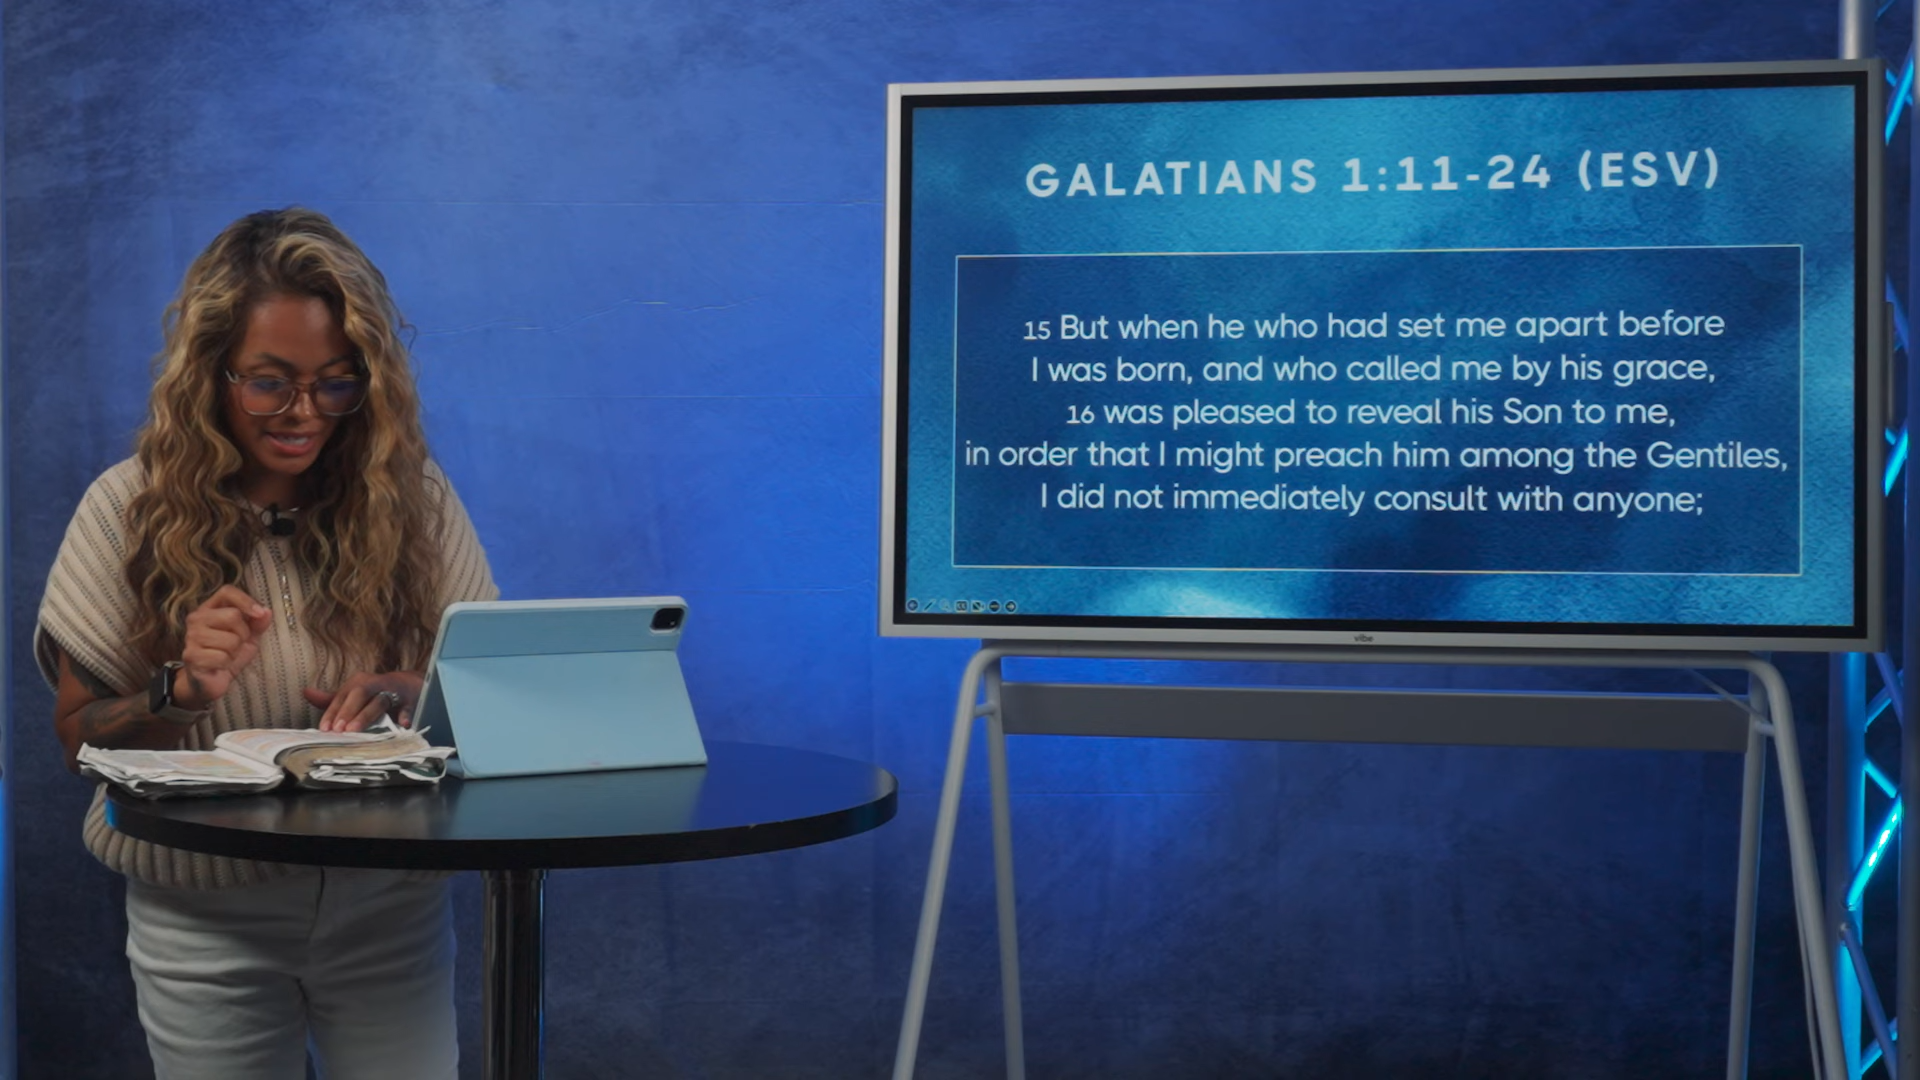 GALATIANS 1:11-24 (ESV)
15 But when he who had set me apart before
I was born, and who called me by his grace,
16 was pleased to reveal his Son to me,
in order that I might preach him among the Gentiles,
I did not immediately consult with anyone;
vibe